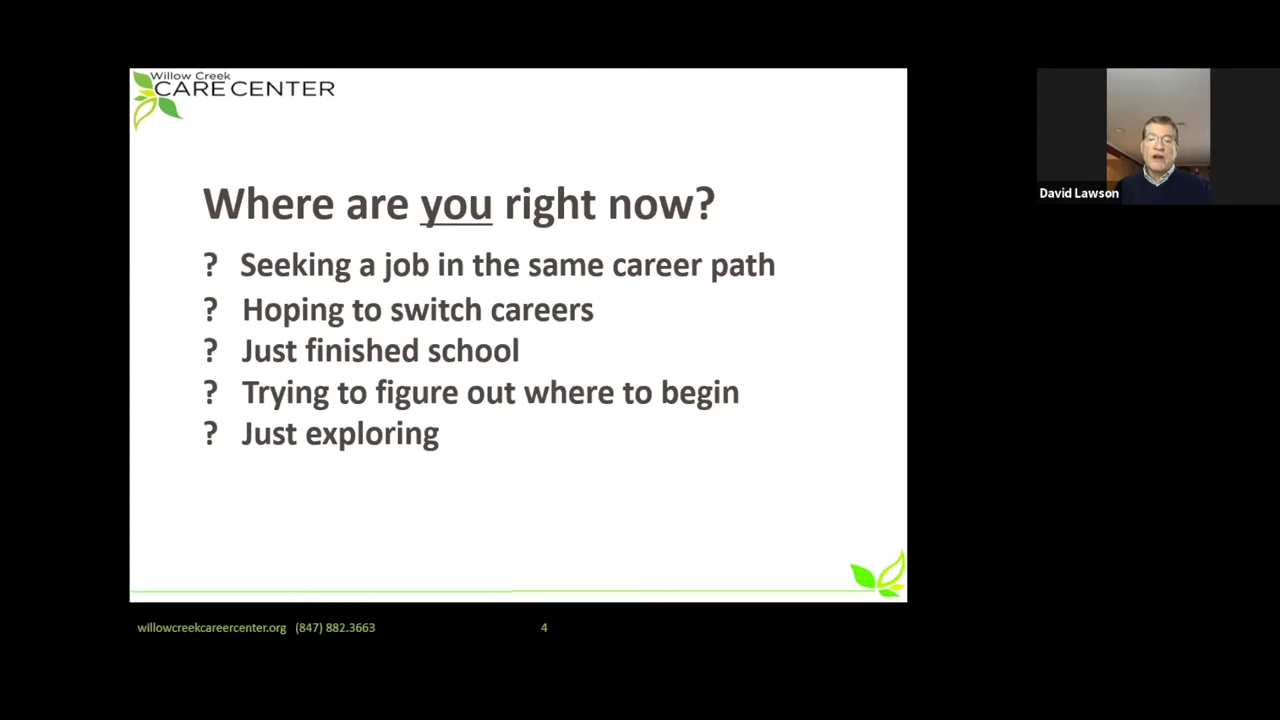 Willow Creek
CARE CENTER
Where are you right now?
? Seeking a job in the same career path
? Hoping to switch careers
? Just finished school
? Trying to figure out where to begin
? Just exploring
willowcreekcareercenter.org (847) 882.3663
4
David Lawson